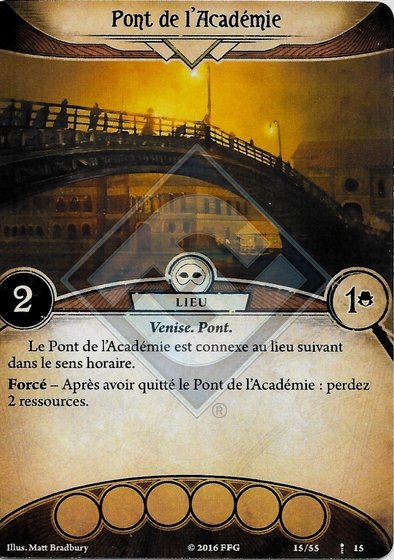 Pont de l'Académie
2
LIEU
1
Venise. Pont.
Le Pont de l'Académie est connexe au lieu suivant
dans le sens horaire.
Forcé – Après avoir quitté le Pont de l'Académie : perdez
2 ressources.
®
Illus. Matt Bradbury © 2016 FFG 15/55 15